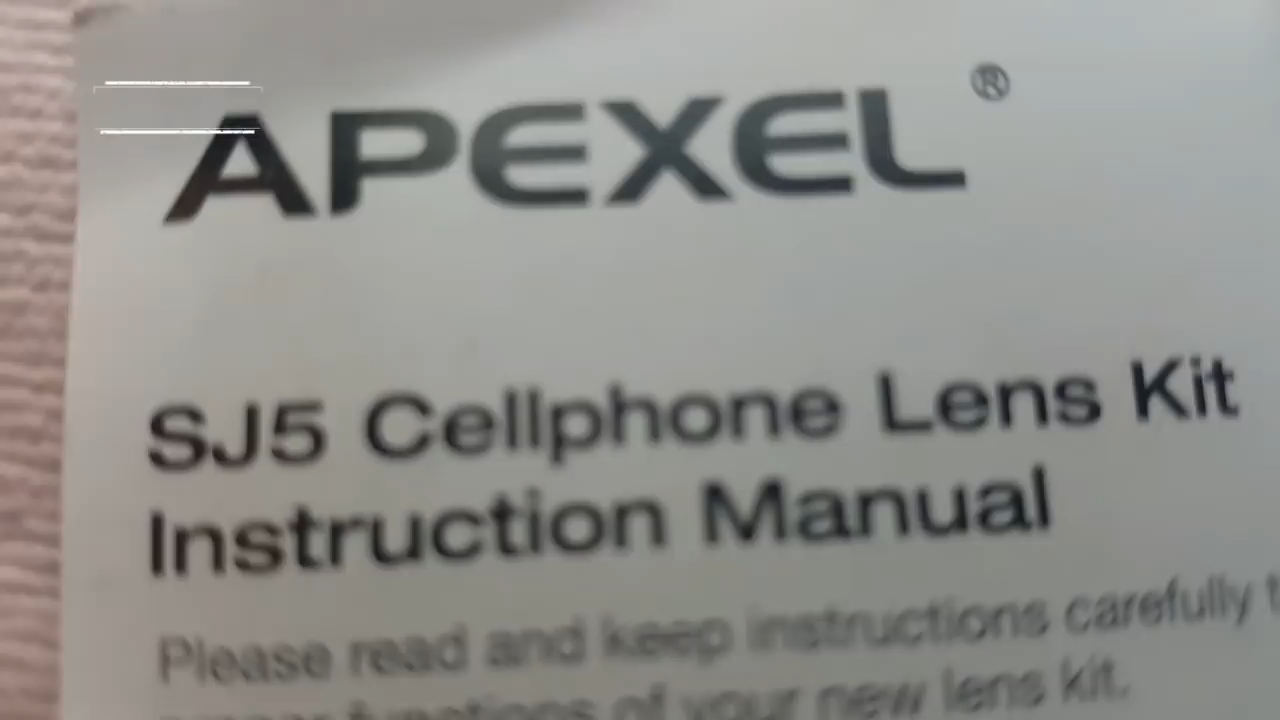 APEXEL ®
SJ5 Cellphone Lens Kit
Instruction Manual
Please read and keep instructions carefully
functions of your new lens kit.